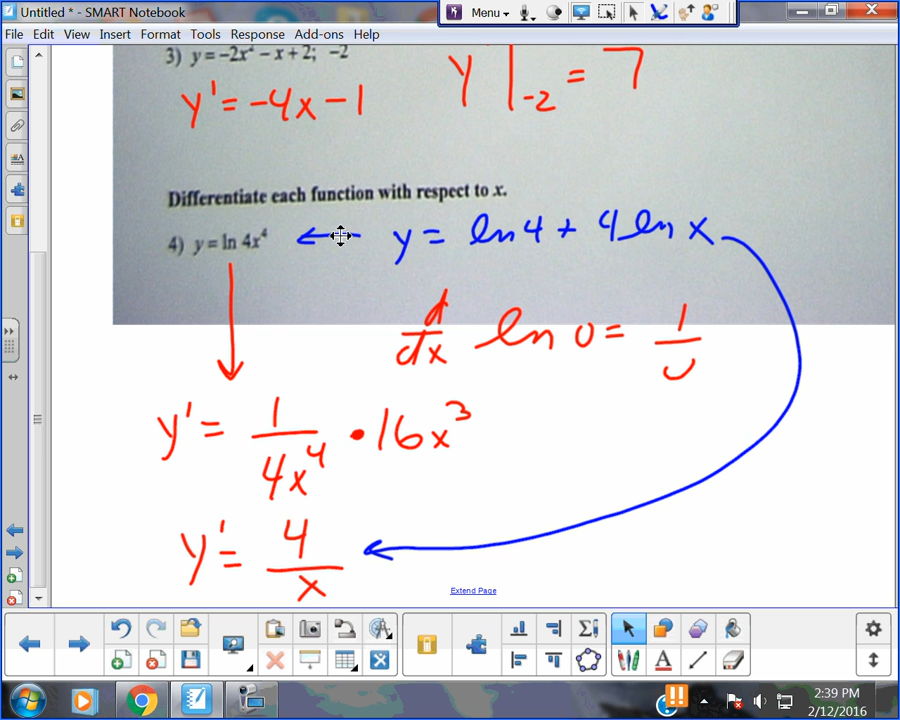 Untitled * - SMART Notebook
Menu
File Edit View Insert Format Tools Response Add-ons Help
3) y = −2x² − x + 2; −2
y' = -4x - 1
y |₋₂ = 7
Differentiate each function with respect to x.
4) y = ln 4x⁴
y = ln 4 + 4 ln x
d/dx ln u = 1/u
y' = 1/4x⁴ • 16x³
y' = 4/x
Extend Page
2:39 PM
2/12/2016